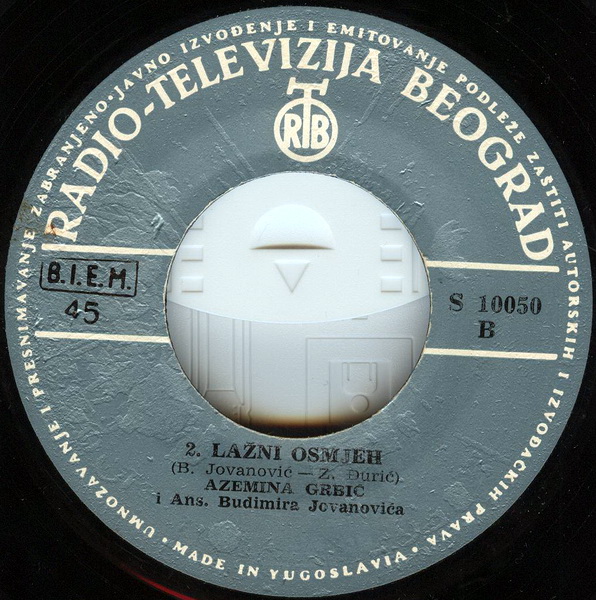 UMNOŽAVANJE I PRESNIMAVANJE ZABRANJENO · JAVNO IZVOĐENJE I EMITOVANJE PODLEŽE ZAŠTITI AUTORSKIH I IZVOĐAČKIH PRAVA ·
RADIO-TELEVIZIJA BEOGRAD
RTB
B.I.E.M.
45
S 10050
B
2. LAŽNI OSMJEH
(B. Jovanović — Z. Đurić)
AZEMINA GRBIĆ
i Ans. Budimira Jovanovića
· MADE IN YUGOSLAVIA ·